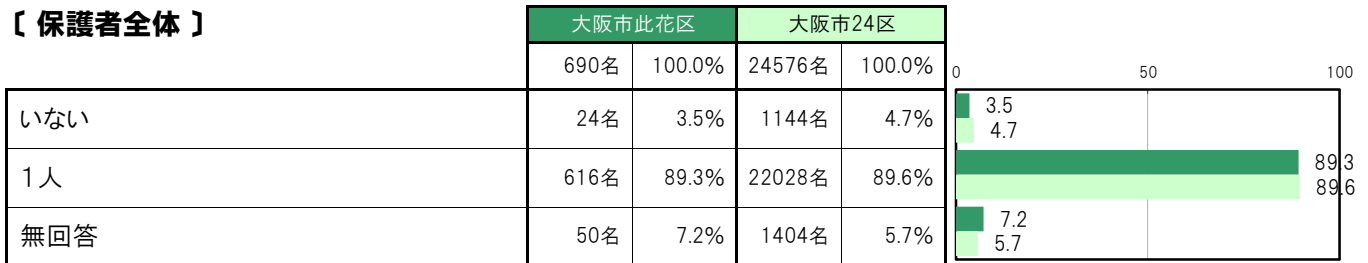 〔 保護者全体 〕
大阪市此花区 大阪市24区
690名 100.0% 24576名 100.0%
0 50 100
いない 24名 3.5% 1144名 4.7%
3.5
4.7
1人 616名 89.3% 22028名 89.6%
89.3
89.6
無回答 50名 7.2% 1404名 5.7%
7.2
5.7